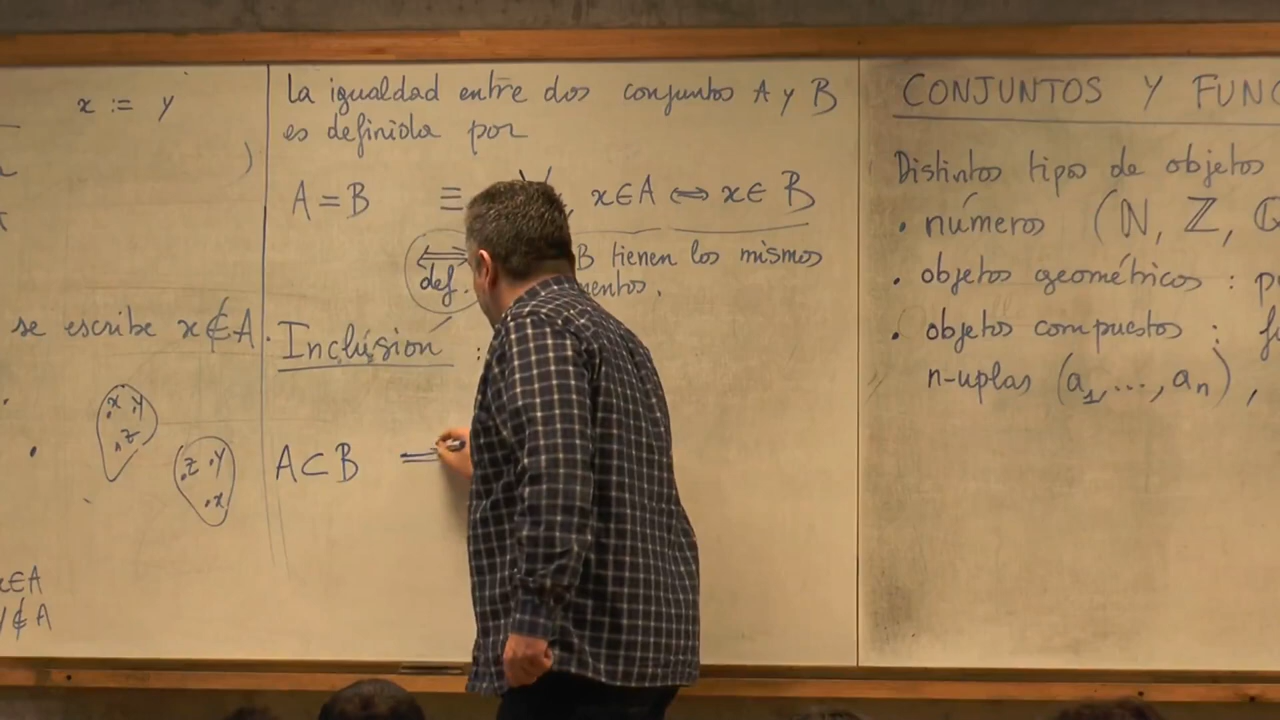 x := y
)
se escribe x ∉ A.
x y
z
z y
x
x ∈ A
y ∉ A
La igualdad entre dos conjuntos A y B
es definida por
A = B ≡ x ∈ A ⟺ x ∈ B
⟺ B tienen los mismos
def.
Inclusión :
A ⊂ B
CONJUNTOS Y
Distintos tipos de objetos
• números (ℕ, ℤ, ℚ
• objetos geométricos :
• objetos compuestos :
n-uplas (a₁, ..., aₙ) ,